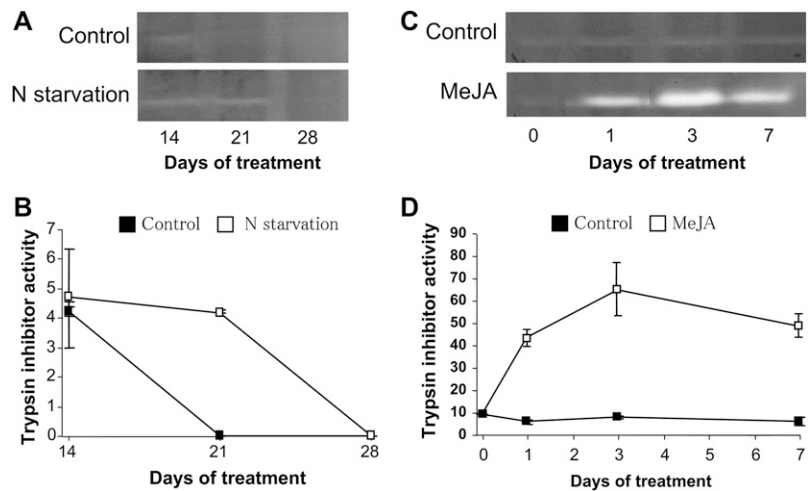 A
Control
N starvation
14 21 28
Days of treatment
B
Control N starvation
Trypsin inhibitor activity
7
6
5
4
3
2
1
0
14 21 28
Days of treatment
C
Control
MeJA
0 1 3 7
Days of treatment
D
Control MeJA
Trypsin inhibitor activity
90
80
70
60
50
40
30
20
10
0
0 1 2 3 4 5 6 7
Days of treatment